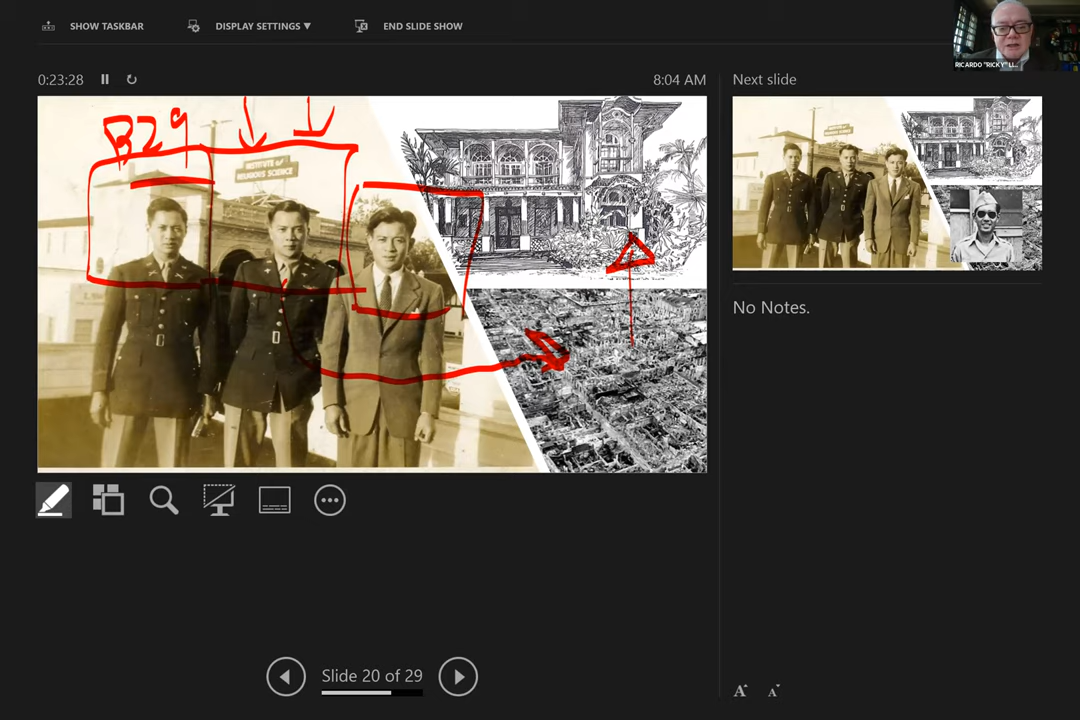 SHOW TASKBAR
DISPLAY SETTINGS ▼
END SLIDE SHOW
RICARDO "RICKY" LI...
0:23:28
8:04 AM
Next slide
B29
INSTITUTE of
RELIGIOUS SCIENCE
No Notes.
Slide 20 of 29
A
A